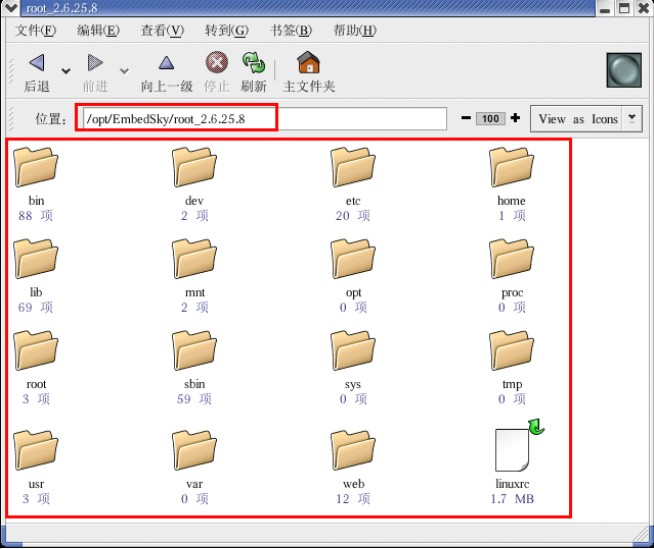 root_2.6.25.8
文件(F) 编辑(E) 查看(V) 转到(G) 书签(B) 帮助(H)
后退 前进 向上一级 停止 刷新 主文件夹
位置: /opt/EmbedSky/root_2.6.25.8 100 View as Icons
bin dev etc home
88 项 2 项 20 项 1 项
lib mnt opt proc
69 项 2 项 0 项 0 项
root sbin sys tmp
3 项 59 项 0 项 0 项
usr var web linuxrc
3 项 0 项 12 项 1.7 MB